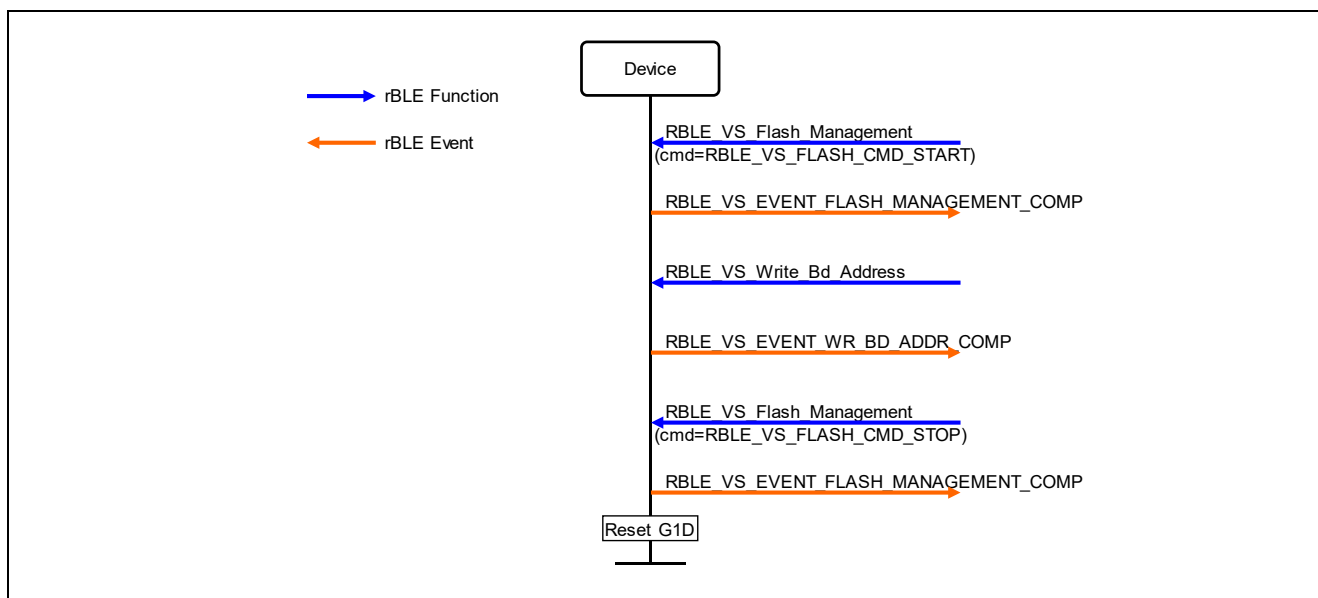 Device
rBLE Function
rBLE Event
RBLE_VS_Flash_Management
(cmd=RBLE_VS_FLASH_CMD_START)
RBLE_VS_EVENT_FLASH_MANAGEMENT_COMP
RBLE_VS_Write_Bd_Address
RBLE_VS_EVENT_WR_BD_ADDR_COMP
RBLE_VS_Flash_Management
(cmd=RBLE_VS_FLASH_CMD_STOP)
RBLE_VS_EVENT_FLASH_MANAGEMENT_COMP
Reset G1D